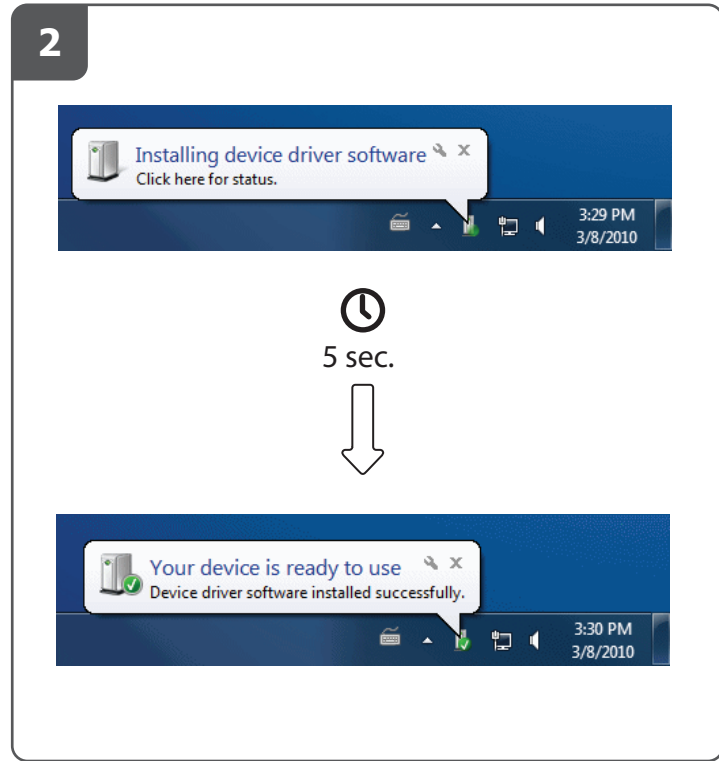 2
Installing device driver software
Click here for status.
3:29 PM
3/8/2010
5 sec.
Your device is ready to use
Device driver software installed successfully.
3:30 PM
3/8/2010